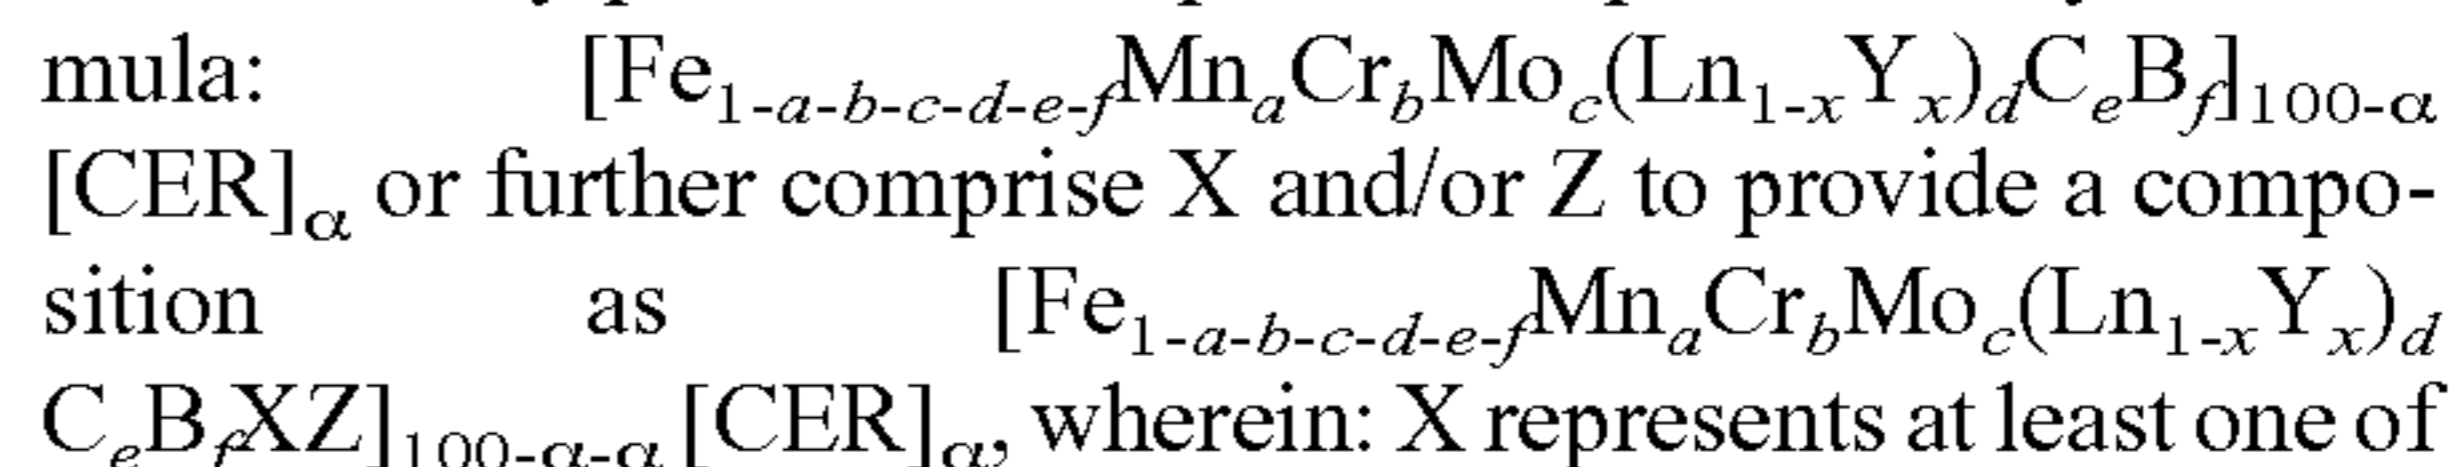 mula: [Fe₁₋ₐ₋b₋c₋d₋ₑ₋fMnₐCrbMoc(Ln₁₋ₓYₓ)dCₑBf]₁₀₀₋α
[CER]α or further comprise X and/or Z to provide a compo-
sition as [Fe₁₋ₐ₋b₋c₋d₋ₑ₋fMnₐCrbMoc(Ln₁₋ₓYₓ)d
CₑBfXZ]₁₀₀₋α₋α [CER]α, wherein: X represents at least one of